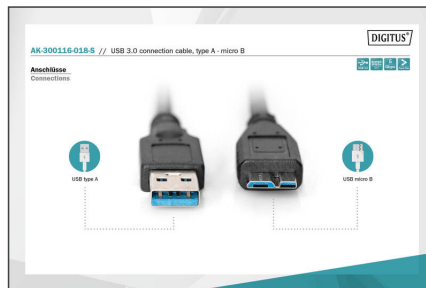 DIGITUS®
AK-300116-018-S // USB 3.0 connection cable, type A - micro B
Anschlüsse
Connections
USB type A
USB micro B